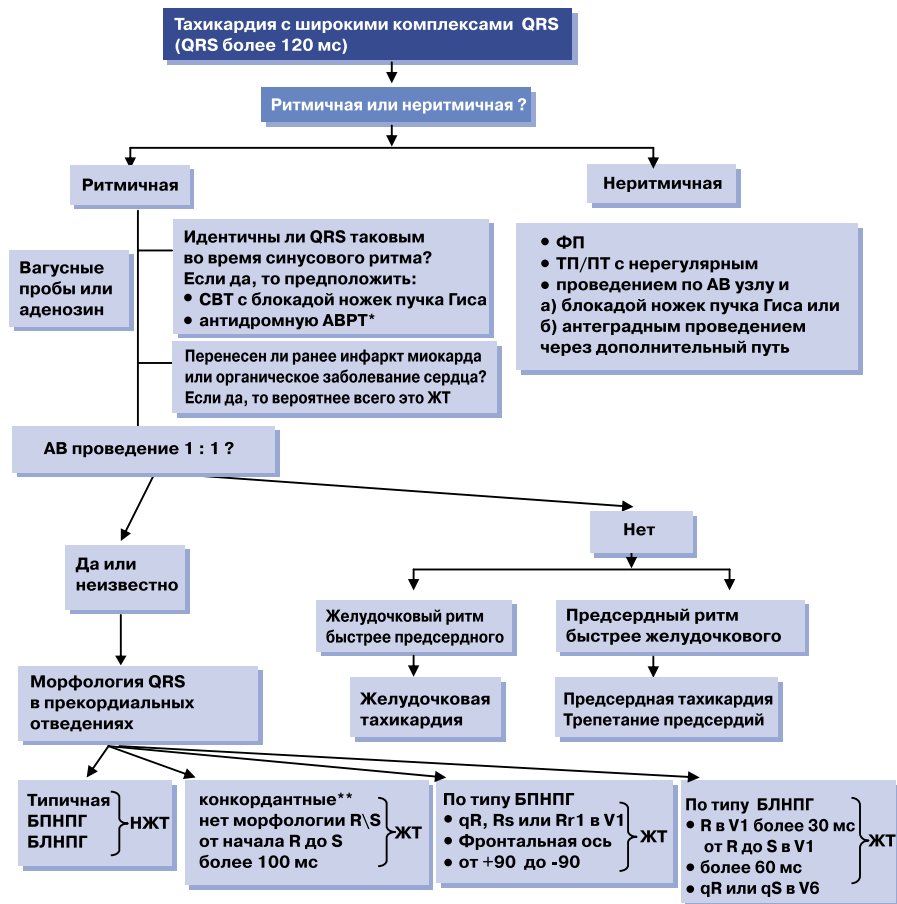 Тахикардия с широкими комплексами QRS
(QRS более 120 мс)
Ритмичная или неритмичная ?
Ритмичная
Неритмичная
Вагусные
пробы или
аденозин
Идентичны ли QRS таковым
во время синусового ритма?
Если да, то предположить:
• СВТ с блокадой ножек пучка Гиса
• антидромную АВРТ*
• ФП
• ТП/ПТ с нерегулярным
• проведением по АВ узлу и
а) блокадой ножек пучка Гиса или
б) антеградным проведением
через дополнительный путь
Перенесен ли ранее инфаркт миокарда
или органическое заболевание сердца?
Если да, то вероятнее всего это ЖТ
АВ проведение 1 : 1 ?
Нет
Да или
неизвестно
Желудочковый ритм
быстрее предсердного
Предсердный ритм
быстрее желудочкового
Желудочковая
тахикардия
Предсердная тахикардия
Трепетание предсердий
Морфология QRS
в прекордиальных
отведениях
Типичная
БПНПГ
БЛНПГ
НЖТ
конкордантные**
нет морфологии R\S
от начала R до S
более 100 мс
ЖТ
По типу БПНПГ
• qR, Rs или Rr1 в V1
• Фронтальная ось
• от +90 до -90
ЖТ
По типу БЛНПГ
• R в V1 более 30 мс
от R до S в V1
• более 60 мс
• qR или qS в V6
ЖТ